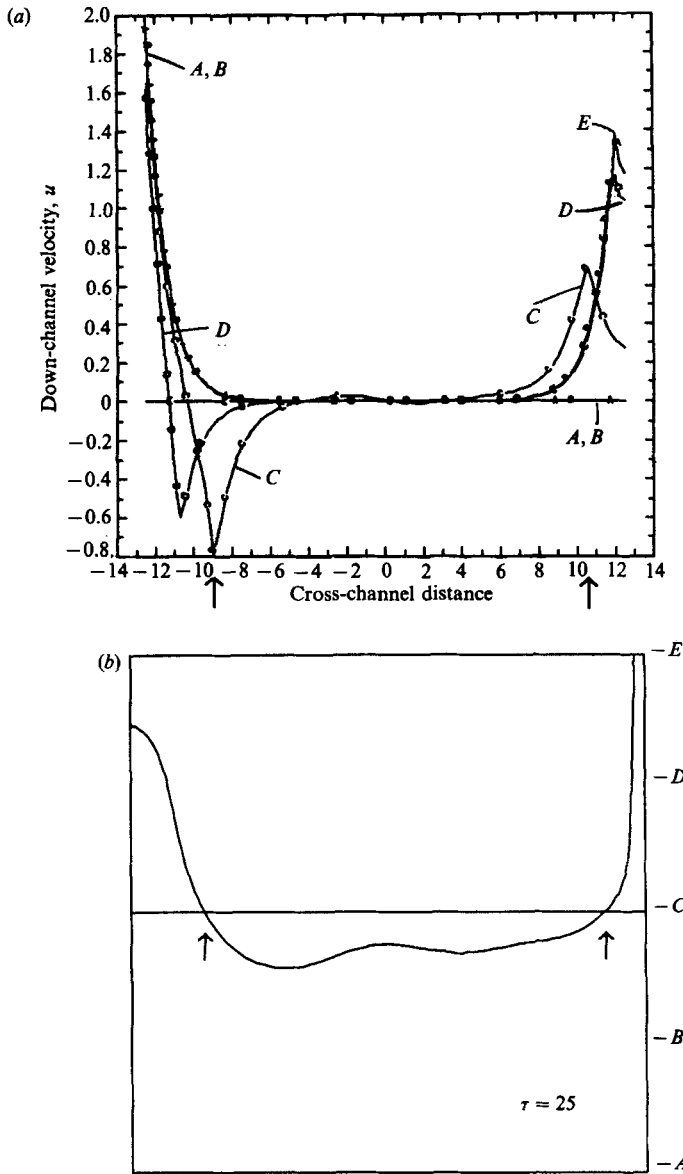 (a)
2.0
1.8
1.6
1.4
1.2
1.0
0.8
0.6
0.4
0.2
0
−0.2
−0.4
−0.6
−0.8
Down-channel velocity, u
A, B
D
C
E
D
C
A, B
−14 −12 −10 −8 −6 −4 −2 0 2 4 6 8 10 12 14
Cross-channel distance
(b)
E
D
C
B
A
τ = 25